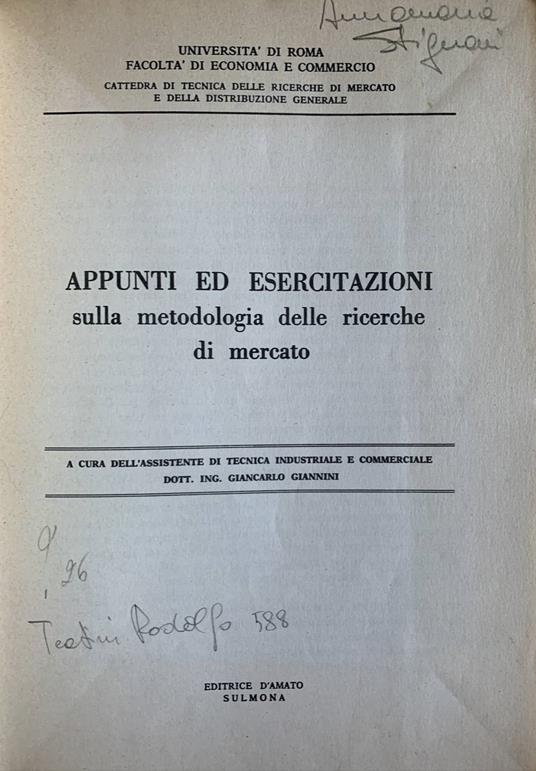 Annamaria
Stignani
UNIVERSITA' DI ROMA
FACOLTA' DI ECONOMIA E COMMERCIO
CATTEDRA DI TECNICA DELLE RICERCHE DI MERCATO
E DELLA DISTRIBUZIONE GENERALE
APPUNTI ED ESERCITAZIONI
sulla metodologia delle ricerche
di mercato
A CURA DELL'ASSISTENTE DI TECNICA INDUSTRIALE E COMMERCIALE
DOTT. ING. GIANCARLO GIANNINI
96
Rodolfo 588
EDITRICE D'AMATO
SULMONA